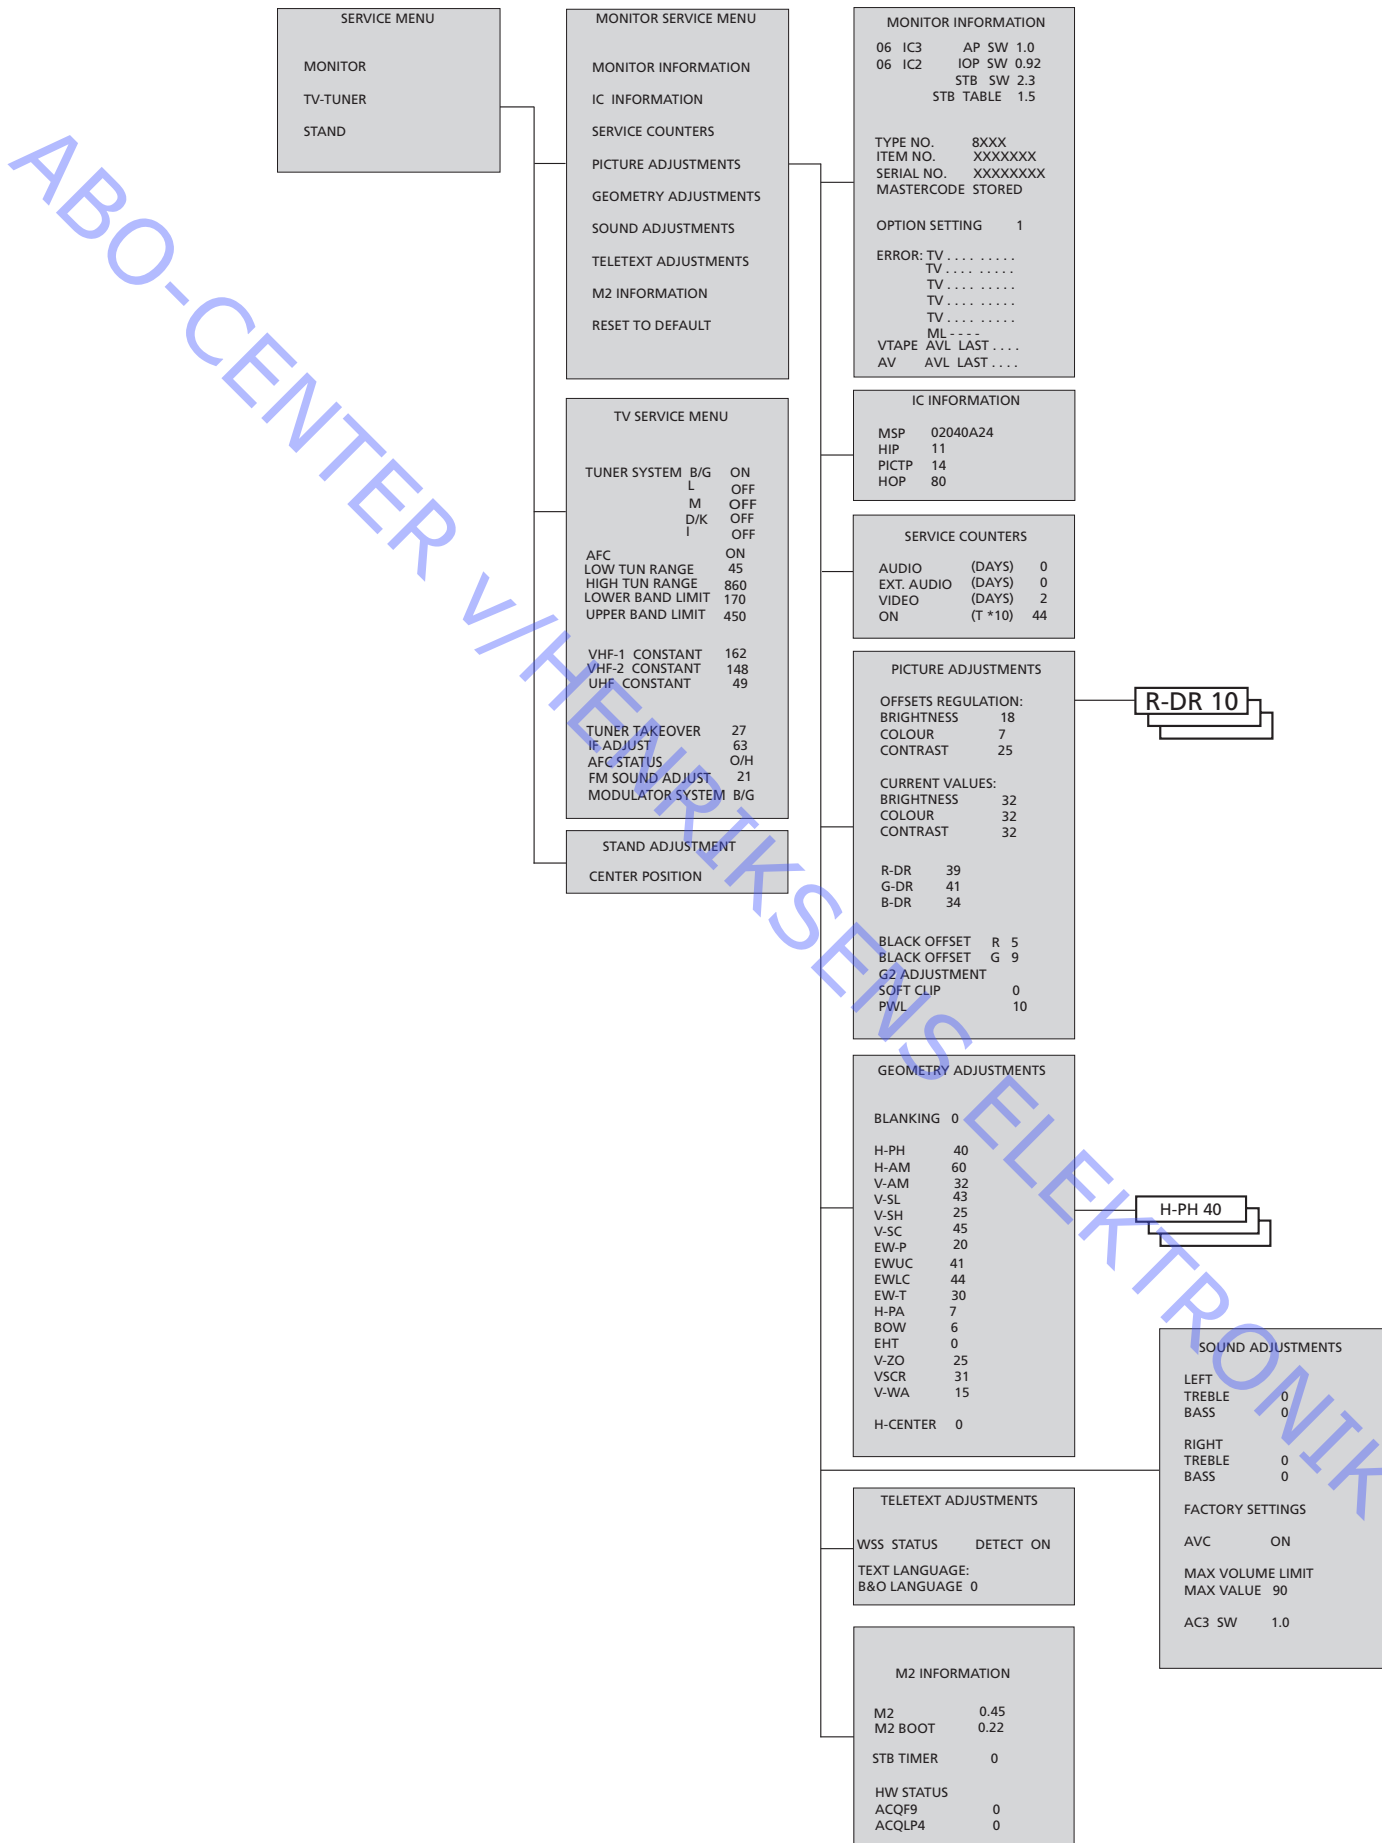 SERVICE MENU
MONITOR
TV-TUNER
STAND
MONITOR SERVICE MENU
MONITOR INFORMATION
IC INFORMATION
SERVICE COUNTERS
PICTURE ADJUSTMENTS
GEOMETRY ADJUSTMENTS
SOUND ADJUSTMENTS
TELETEXT ADJUSTMENTS
M2 INFORMATION
RESET TO DEFAULT
TV SERVICE MENU
TUNER SYSTEM B/G ON
L OFF
M OFF
D/K OFF
I OFF
AFC ON
LOW TUN RANGE 45
HIGH TUN RANGE 860
LOWER BAND LIMIT 170
UPPER BAND LIMIT 450
VHF-1 CONSTANT 162
VHF-2 CONSTANT 148
UHF CONSTANT 49
TUNER TAKEOVER 27
IF ADJUST 63
AFC STATUS O/H
FM SOUND ADJUST 21
MODULATOR SYSTEM B/G
STAND ADJUSTMENT
CENTER POSITION
MONITOR INFORMATION
06 IC3 AP SW 1.0
06 IC2 IOP SW 0.92
STB SW 2.3
STB TABLE 1.5
TYPE NO. 8XXX
ITEM NO. XXXXXXX
SERIAL NO. XXXXXXXX
MASTERCODE STORED
OPTION SETTING 1
ERROR: TV . . . . . . . . .
TV . . . . . . . . .
TV . . . . . . . . .
TV . . . . . . . . .
TV . . . . . . . . .
ML - - - -
VTAPE AVL LAST . . . .
AV AVL LAST . . . .
IC INFORMATION
MSP 02040A24
HIP 11
PICTP 14
HOP 80
SERVICE COUNTERS
AUDIO (DAYS) 0
EXT. AUDIO (DAYS) 0
VIDEO (DAYS) 2
ON (T *10) 44
PICTURE ADJUSTMENTS
OFFSETS REGULATION:
BRIGHTNESS 18
COLOUR 7
CONTRAST 25
CURRENT VALUES:
BRIGHTNESS 32
COLOUR 32
CONTRAST 32
R-DR 39
G-DR 41
B-DR 34
BLACK OFFSET R 5
BLACK OFFSET G 9
G2 ADJUSTMENT
SOFT CLIP 0
PWL 10
R-DR 10
GEOMETRY ADJUSTMENTS
BLANKING 0
H-PH 40
H-AM 60
V-AM 32
V-SL 43
V-SH 25
V-SC 45
EW-P 20
EWUC 41
EWLC 44
EW-T 30
H-PA 7
BOW 6
EHT 0
V-ZO 25
VSCR 31
V-WA 15
H-CENTER 0
H-PH 40
SOUND ADJUSTMENTS
LEFT
TREBLE 0
BASS 0
RIGHT
TREBLE 0
BASS 0
FACTORY SETTINGS
AVC ON
MAX VOLUME LIMIT
MAX VALUE 90
AC3 SW 1.0
TELETEXT ADJUSTMENTS
WSS STATUS DETECT ON
TEXT LANGUAGE:
B&O LANGUAGE 0
M2 INFORMATION
M2 0.45
M2 BOOT 0.22
STB TIMER 0
HW STATUS
ACQF9 0
ACQLP4 0
ABO-CENTER v/HENRIKSENS ELEKTRONIK